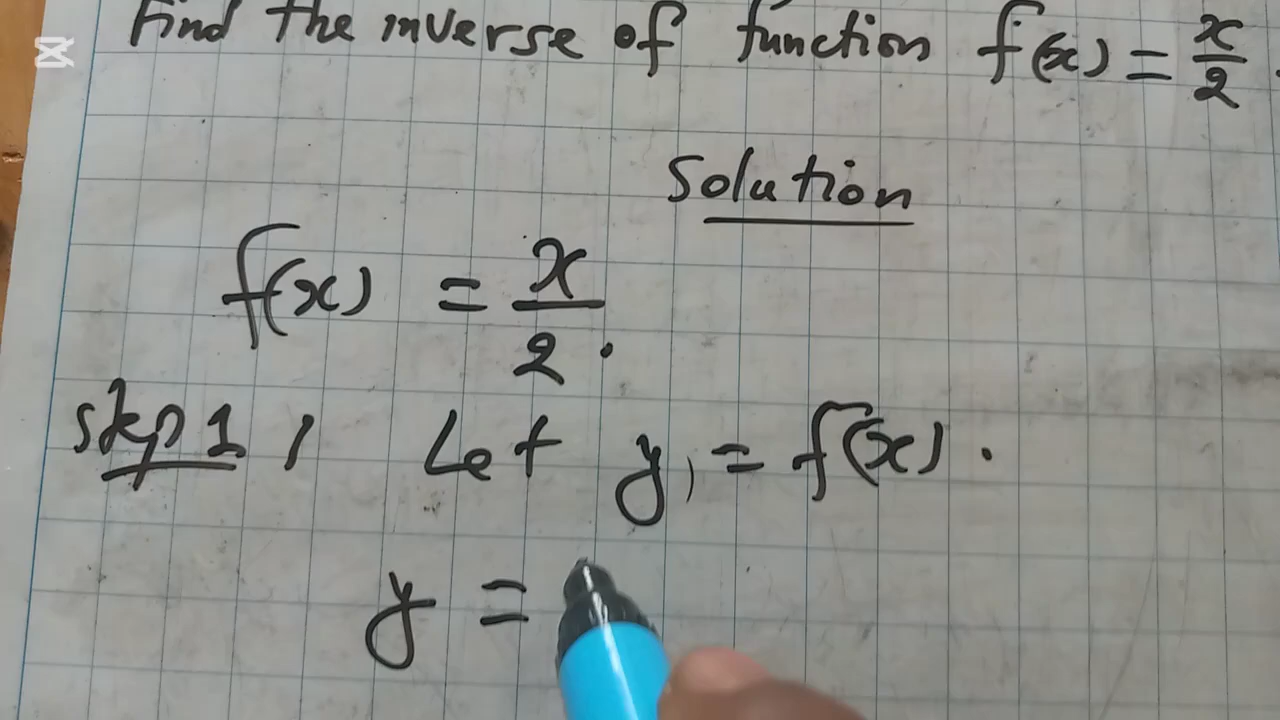 Find the inverse of function f(x) = x/2.
Solution
f(x) = x/2.
Step 1, Let y, = f(x).
y =